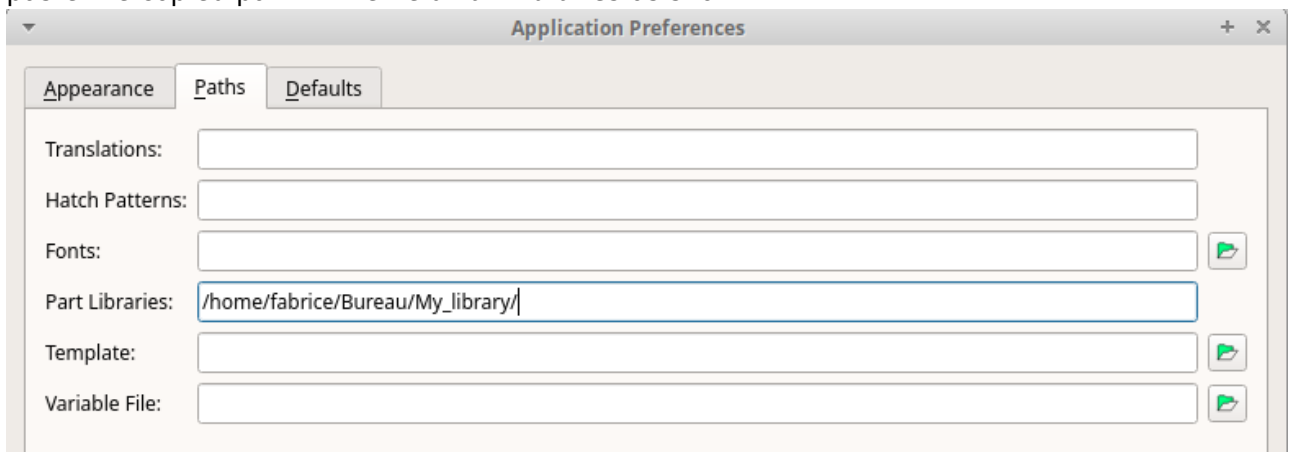 Application Preferences
Appearance Paths Defaults
Translations:
Hatch Patterns:
Fonts:
Part Libraries: /home/fabrice/Bureau/My_library/
Template:
Variable File: